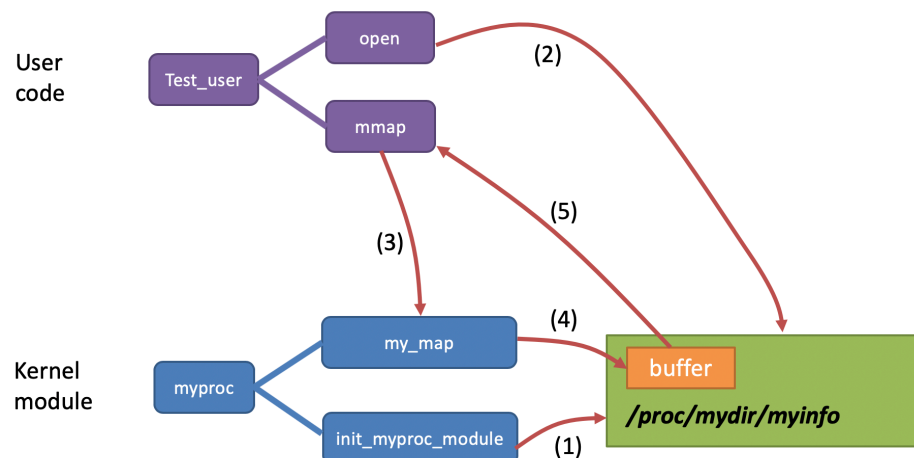 open
(2)
User
code
Test_user
mmap
(5)
(3)
my_map
(4)
buffer
Kernel
module
myproc
/proc/mydir/myinfo
init_myproc_module
(1)